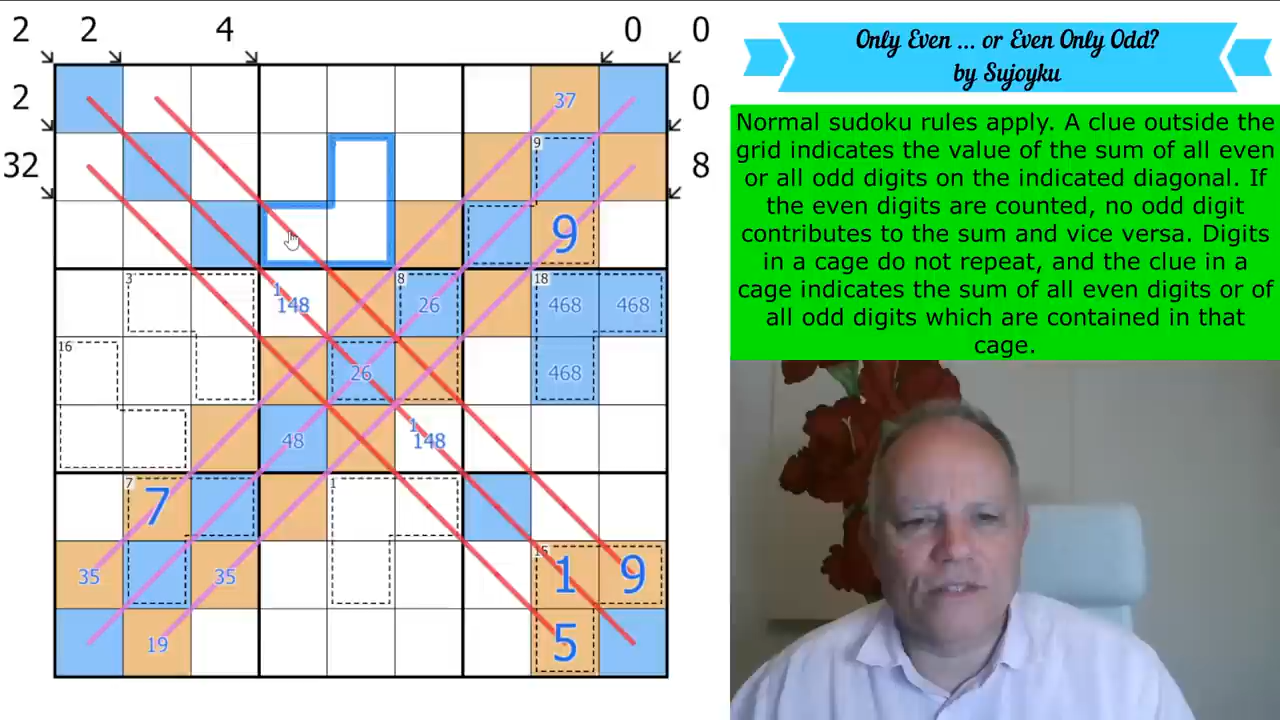 2 2 4 0 0
Only Even ... or Even Only Odd?
by Sujoyku
2 37 0
32 9 8
9
3 1 148 8 26 18 468 468
16 26 468
48 1 148
7 7 1
35 35 15 1 9
19 5
Normal sudoku rules apply. A clue outside the
grid indicates the value of the sum of all even
or all odd digits on the indicated diagonal. If
the even digits are counted, no odd digit
contributes to the sum and vice versa. Digits
in a cage do not repeat, and the clue in a
cage indicates the sum of all even digits or of
all odd digits which are contained in that
cage.